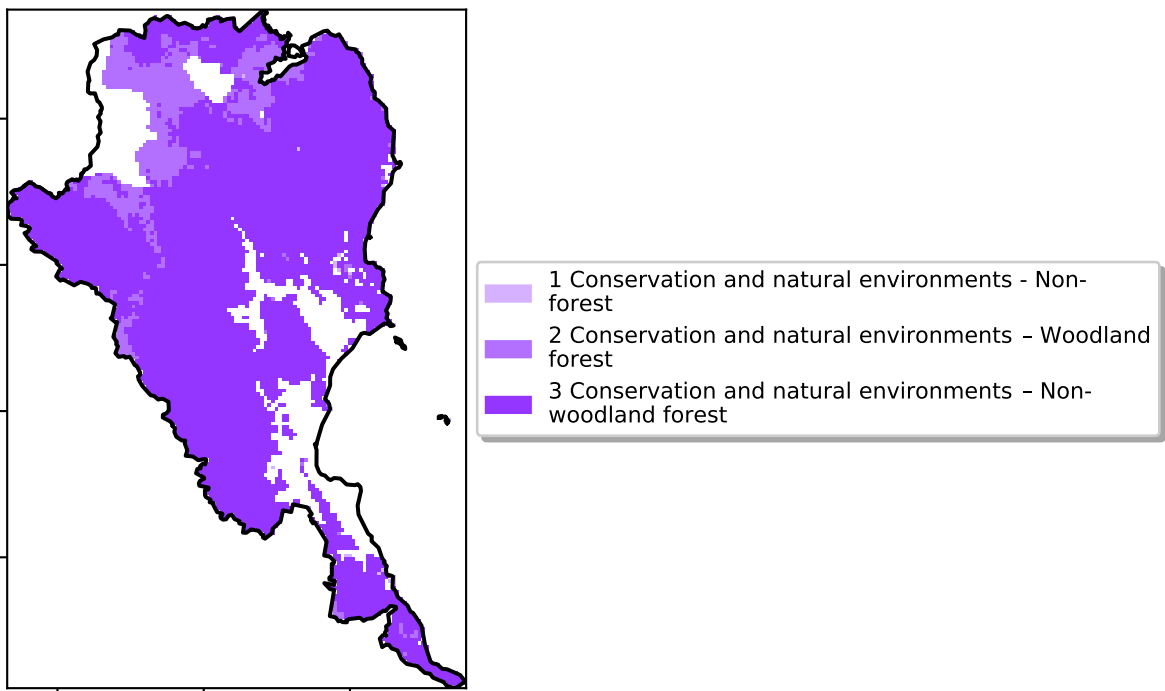 1 Conservation and natural environments - Non-
forest
2 Conservation and natural environments – Woodland
forest
3 Conservation and natural environments – Non-
woodland forest